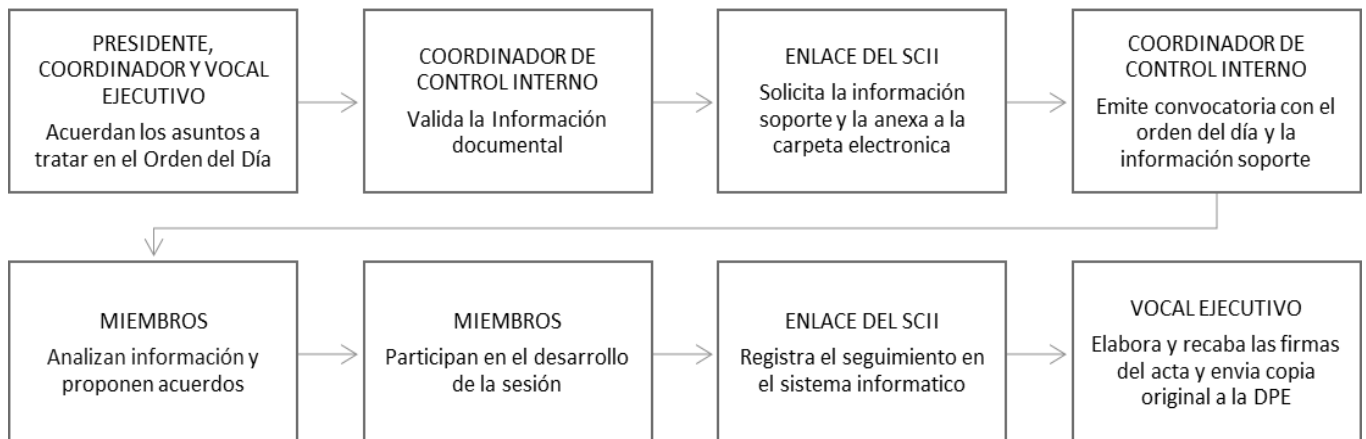 PRESIDENTE,
COORDINADOR Y VOCAL
EJECUTIVO
Acuerdan los asuntos a
tratar en el Orden del Día
COORDINADOR DE
CONTROL INTERNO
Valida la Información
documental
ENLACE DEL SCII
Solicita la información
soporte y la anexa a la
carpeta electronica
COORDINADOR DE
CONTROL INTERNO
Emite convocatoria con el
orden del día y la
información soporte
MIEMBROS
Analizan información y
proponen acuerdos
MIEMBROS
Participan en el desarrollo
de la sesión
ENLACE DEL SCII
Registra el seguimiento en
el sistema informatico
VOCAL EJECUTIVO
Elabora y recaba las firmas
del acta y envia copia
original a la DPE